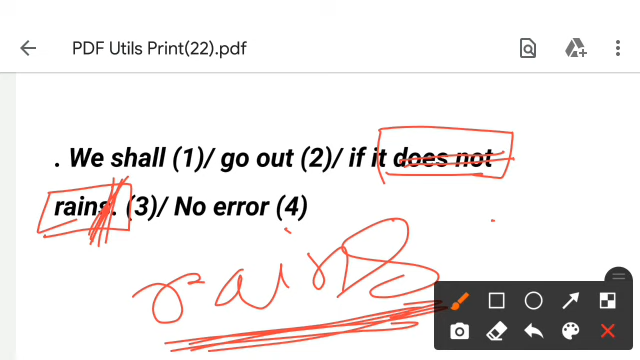 PDF Utils Print(22).pdf
. We shall (1)/ go out (2)/ if it does not
rains. (3)/ No error (4)
rains